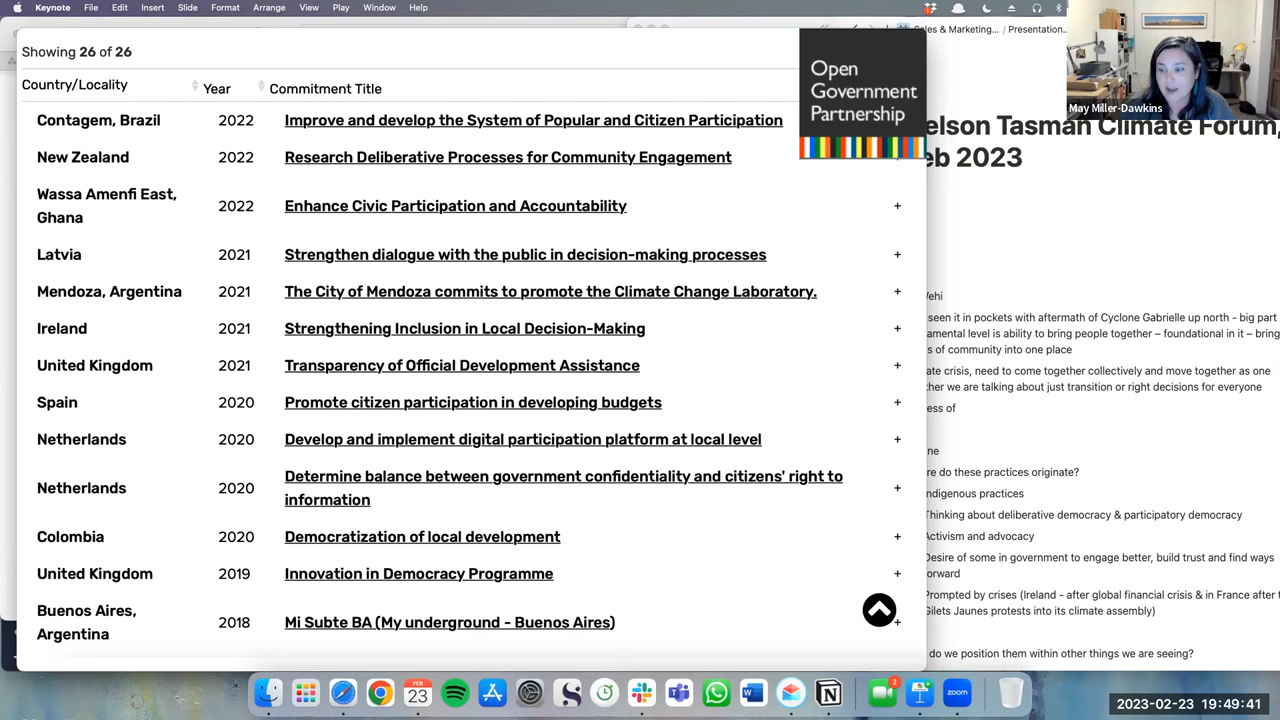 Keynote File Edit Insert Slide Format Arrange View Play Window Help
Showing 26 of 26
Country/Locality Year Commitment Title
Contagem, Brazil 2022 Improve and develop the System of Popular and Citizen Participation
New Zealand 2022 Research Deliberative Processes for Community Engagement
Wassa Amenfi East,
Ghana 2022 Enhance Civic Participation and Accountability +
Latvia 2021 Strengthen dialogue with the public in decision-making processes +
Mendoza, Argentina 2021 The City of Mendoza commits to promote the Climate Change Laboratory. +
Ireland 2021 Strengthening Inclusion in Local Decision-Making +
United Kingdom 2021 Transparency of Official Development Assistance +
Spain 2020 Promote citizen participation in developing budgets +
Netherlands 2020 Develop and implement digital participation platform at local level +
Netherlands 2020 Determine balance between government confidentiality and citizens' right to
information +
Colombia 2020 Democratization of local development +
United Kingdom 2019 Innovation in Democracy Programme +
Buenos Aires,
Argentina 2018 Mi Subte BA (My underground - Buenos Aires) +
Open
Government
Partnership
les & Marketing... / Presentation...
May Miller-Dawkins
elson Tasman Climate Forum,
eb 2023
Wehi
seen it in pockets with aftermath of Cyclone Gabrielle up north - big part
amental level is ability to bring people together – foundational in it – bring
s of community into one place
ate crisis, need to come together collectively and move together as one
ther we are talking about just transition or right decisions for everyone
ess of
ne
re do these practices originate?
ndigenous practices
Thinking about deliberative democracy & participatory democracy
Activism and advocacy
Desire of some in government to engage better, build trust and find ways
orward
Prompted by crises (Ireland - after global financial crisis & in France after t
Gilets Jaunes protests into its climate assembly)
do we position them within other things we are seeing?
FEB
23
W
N
2
zoom
2023-02-23 19:49:41